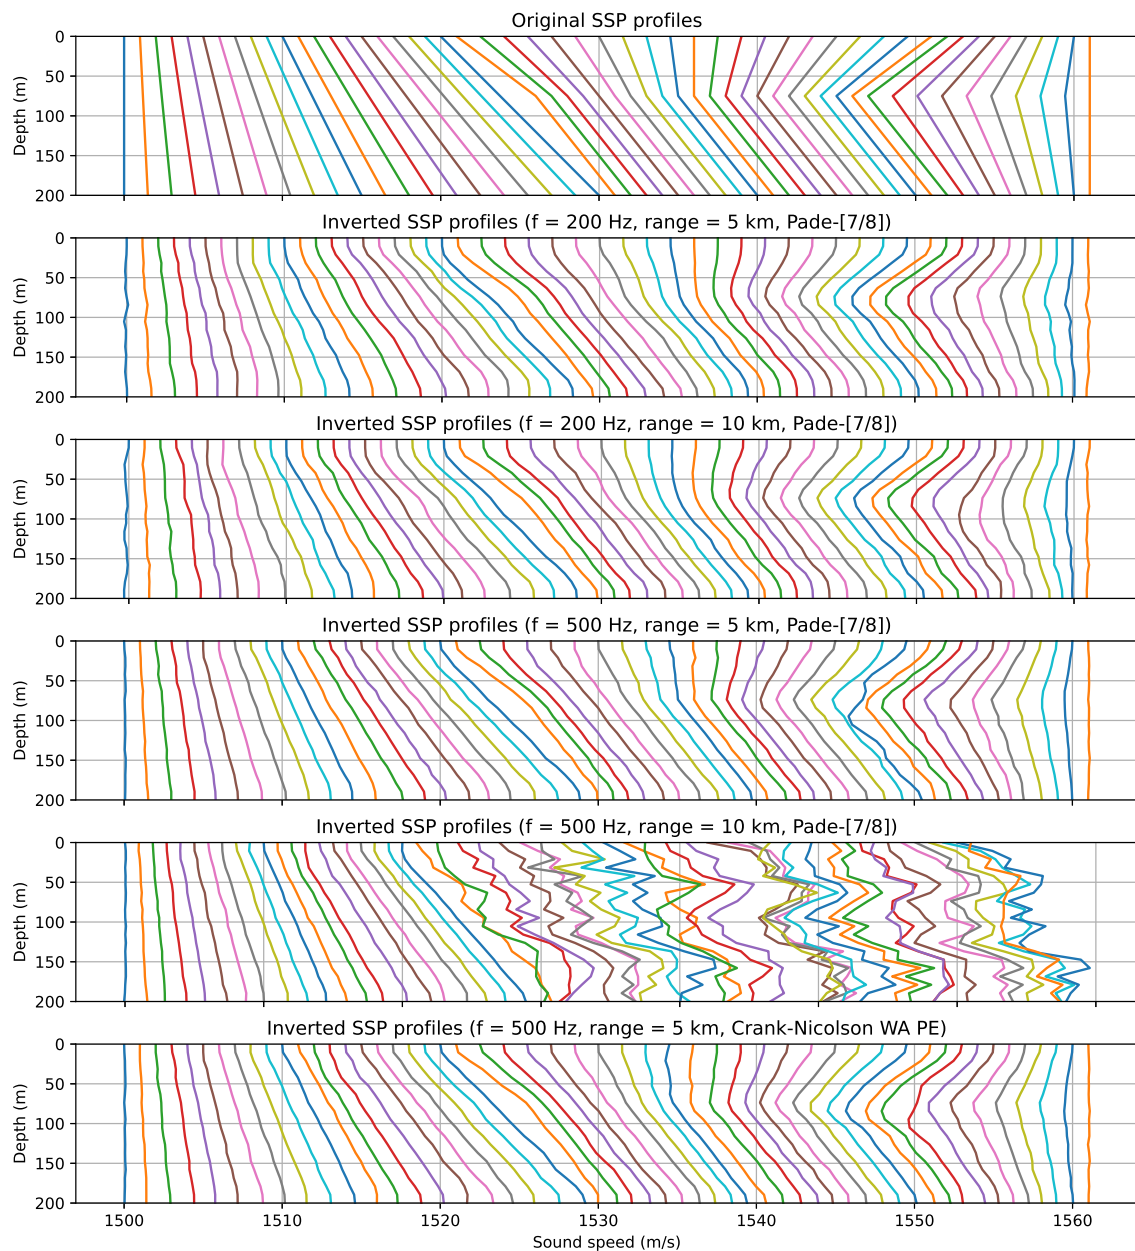 Original SSP profiles
0
50
100
150
200
Depth (m)
Inverted SSP profiles (f = 200 Hz, range = 5 km, Pade-[7/8])
0
50
100
150
200
Depth (m)
Inverted SSP profiles (f = 200 Hz, range = 10 km, Pade-[7/8])
0
50
100
150
200
Depth (m)
Inverted SSP profiles (f = 500 Hz, range = 5 km, Pade-[7/8])
0
50
100
150
200
Depth (m)
Inverted SSP profiles (f = 500 Hz, range = 10 km, Pade-[7/8])
0
50
100
150
200
Depth (m)
Inverted SSP profiles (f = 500 Hz, range = 5 km, Crank-Nicolson WA PE)
0
50
100
150
200
Depth (m)
1500 1510 1520 1530 1540 1550 1560
Sound speed (m/s)